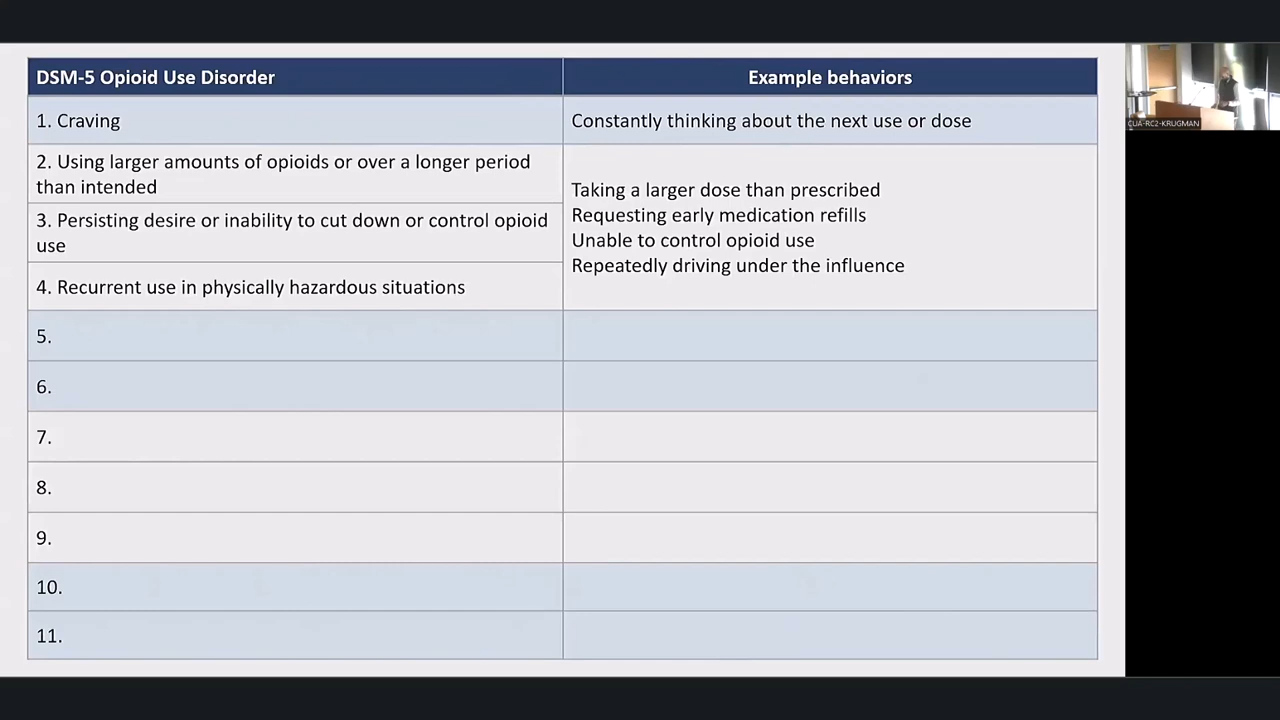 DSM-5 Opioid Use Disorder
Example behaviors
1. Craving
Constantly thinking about the next use or dose
2. Using larger amounts of opioids or over a longer period
than intended
3. Persisting desire or inability to cut down or control opioid
use
4. Recurrent use in physically hazardous situations
Taking a larger dose than prescribed
Requesting early medication refills
Unable to control opioid use
Repeatedly driving under the influence
5.
6.
7.
8.
9.
10.
11.
CUA-RC2-KRUGMAN